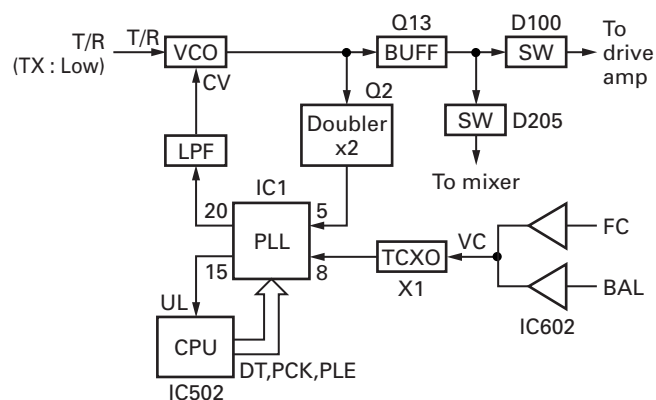 T/R
(TX : Low)
T/R
VCO
CV
Q13
BUFF
D100
SW
To
drive
amp
Q2
Doubler
x2
SW
D205
To mixer
LPF
IC1
20
5
PLL
15
8
TCXO
X1
VC
FC
BAL
IC602
UL
CPU
IC502
DT,PCK,PLE